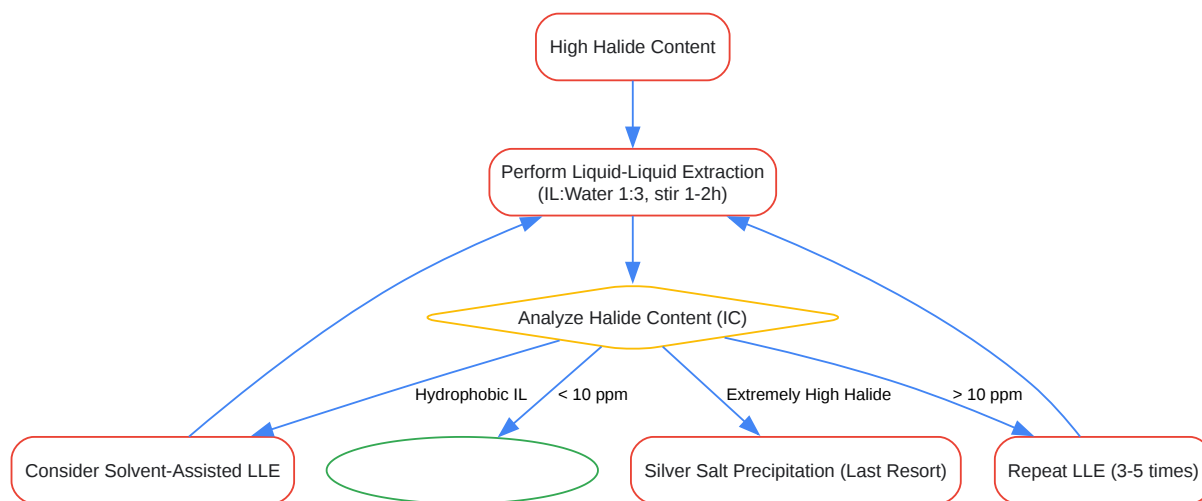 High Halide Content
Perform Liquid-Liquid Extraction
(IL:Water 1:3, stir 1-2h)
Analyze Halide Content (IC)
Hydrophobic IL
< 10 ppm
Extremely High Halide
> 10 ppm
Consider Solvent-Assisted LLE
Silver Salt Precipitation (Last Resort)
Repeat LLE (3-5 times)